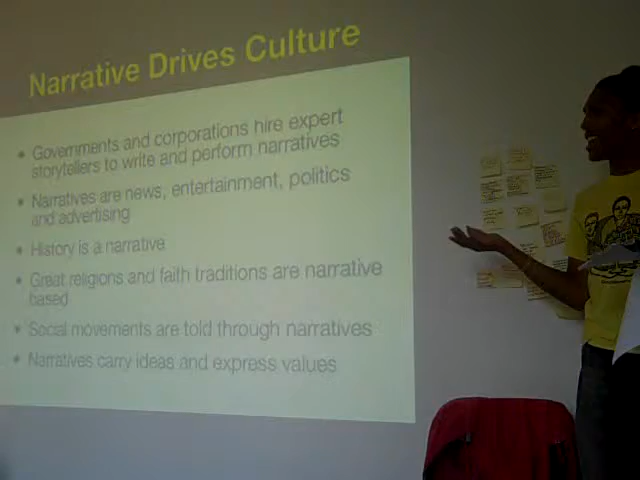 Narrative Drives Culture
• Governments and corporations hire expert
storytellers to write and perform narratives
• Narratives are news, entertainment, politics
and advertising
• History is a narrative
• Great religions and faith traditions are narrative
based
• Social movements are told through narratives
• Narratives carry ideas and express values